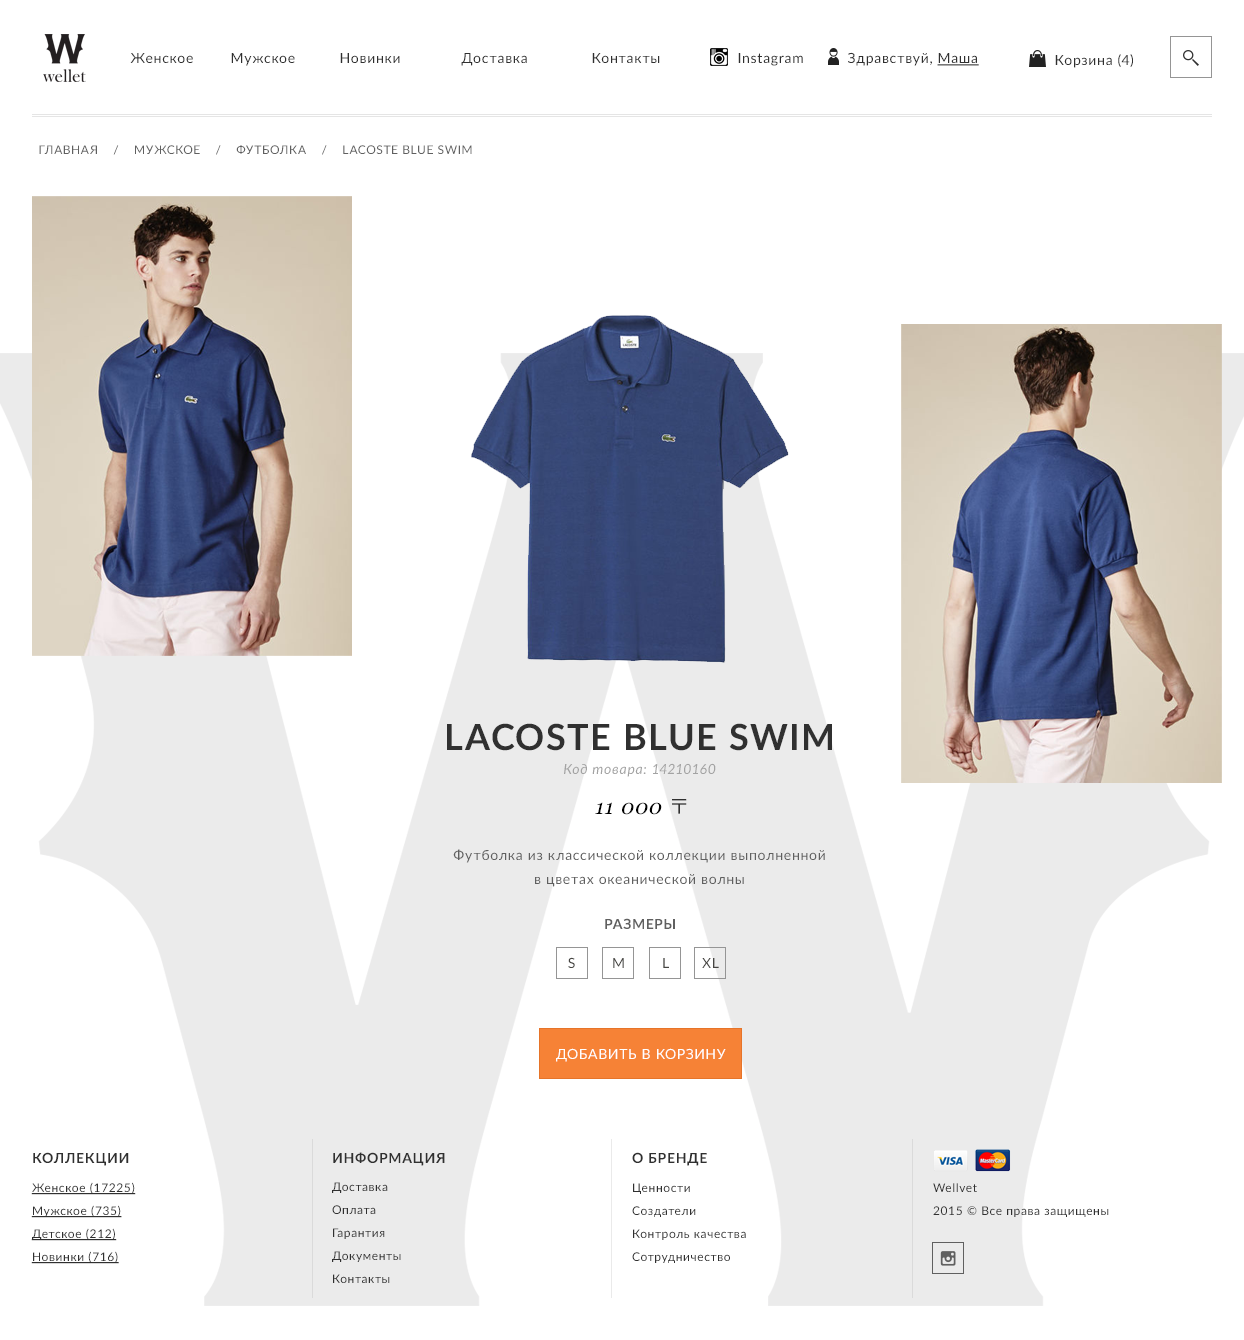 W
wellet
Женское
Мужское
Новинки
Доставка
Контакты
Instagram
Здравствуй, Маша
Корзина (4)
ГЛАВНАЯ / МУЖСКОЕ / ФУТБОЛКА / LACOSTE BLUE SWIM
LACOSTE
LACOSTE BLUE SWIM
Код товара: 14210160
11 000 ₸
Футболка из классической коллекции выполненной
в цветах океанической волны
РАЗМЕРЫ
S M L XL
ДОБАВИТЬ В КОРЗИНУ
КОЛЛЕКЦИИ
Женское (17225)
Мужское (735)
Детское (212)
Новинки (716)
ИНФОРМАЦИЯ
Доставка
Оплата
Гарантия
Документы
Контакты
О БРЕНДЕ
Ценности
Создатели
Контроль качества
Сотрудничество
VISA MasterCard
Wellvet
2015 © Все права защищены